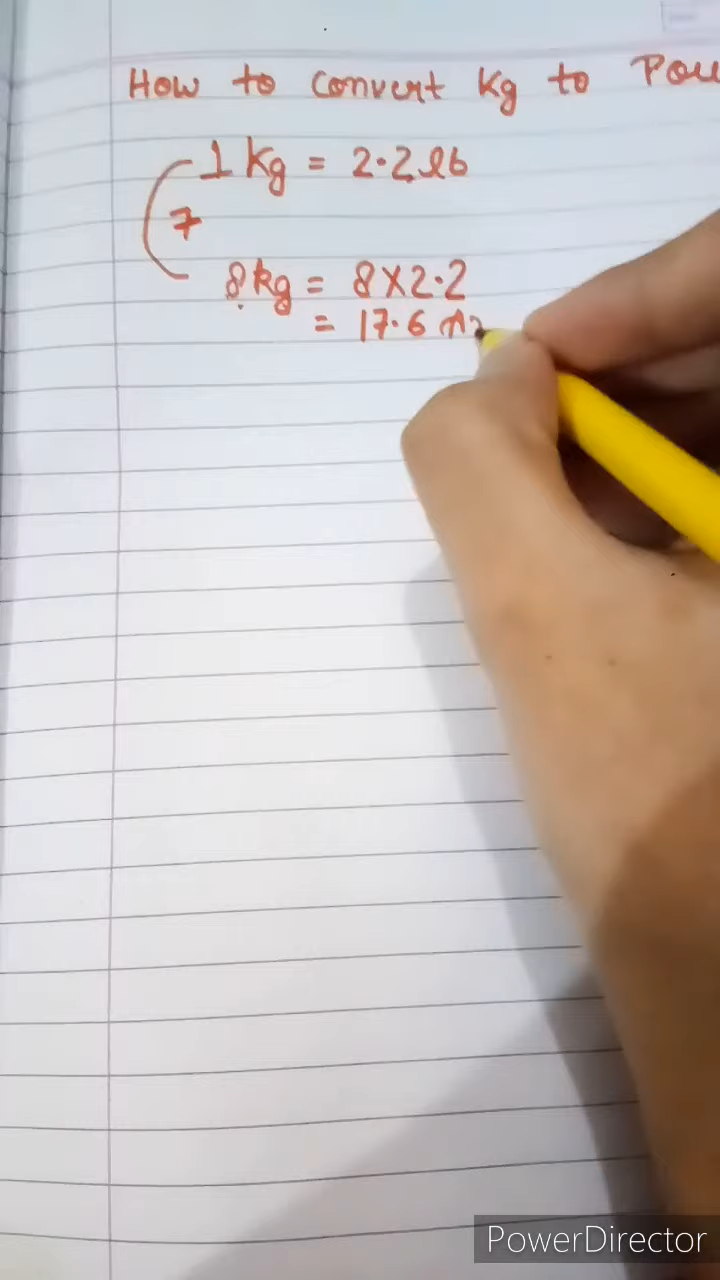 How to convert Kg to
1 Kg = 2.2 lb
7
8 kg = 8 X 2.2
= 17.6
PowerDirector